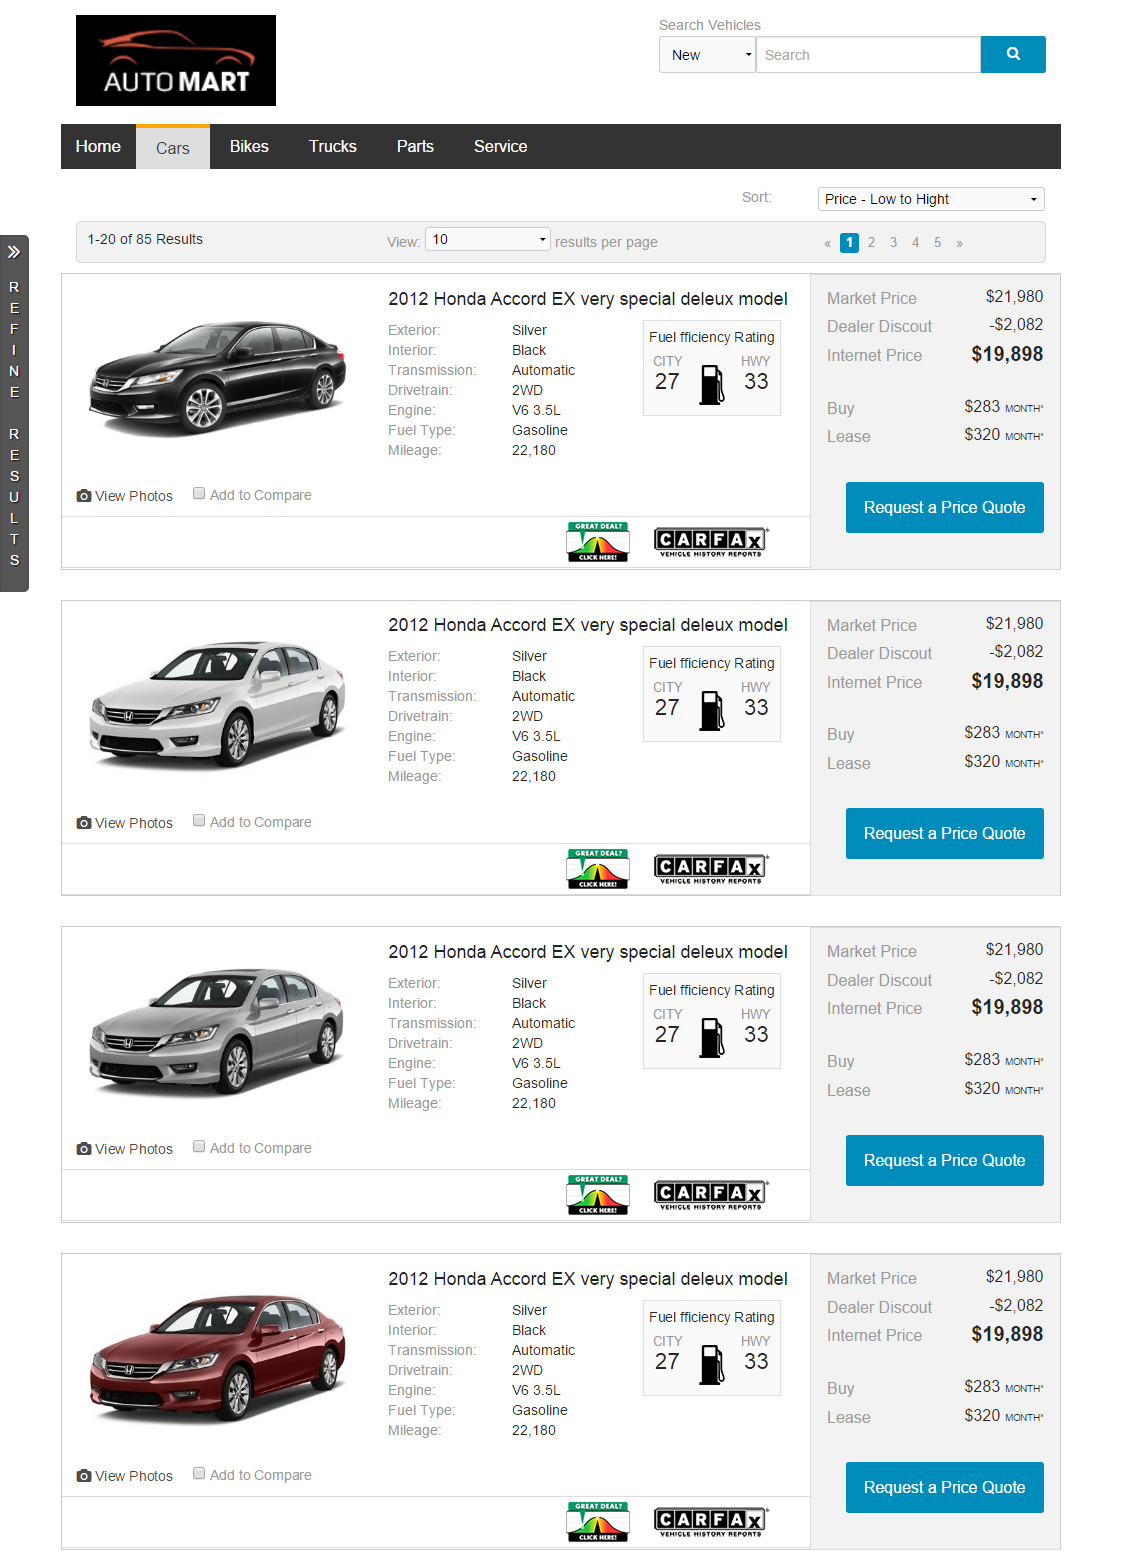 AUTO MART
Search Vehicles
New Search
Home Cars Bikes Trucks Parts Service
Sort: Price - Low to Hight
1-20 of 85 Results View: 10 results per page « 1 2 3 4 5 »
REFINE RESULTS
2012 Honda Accord EX very special deleux model
Exterior: Silver
Interior: Black
Transmission: Automatic
Drivetrain: 2WD
Engine: V6 3.5L
Fuel Type: Gasoline
Mileage: 22,180
Fuel fficiency Rating
CITY HWY
27 33
Market Price $21,980
Dealer Discout -$2,082
Internet Price $19,898
Buy $283 MONTH*
Lease $320 MONTH*
Request a Price Quote
View Photos Add to Compare
GREAT DEAL?
CLICK HERE!
CARFAX
VEHICLE HISTORY REPORTS
2012 Honda Accord EX very special deleux model
Exterior: Silver
Interior: Black
Transmission: Automatic
Drivetrain: 2WD
Engine: V6 3.5L
Fuel Type: Gasoline
Mileage: 22,180
Fuel fficiency Rating
CITY HWY
27 33
Market Price $21,980
Dealer Discout -$2,082
Internet Price $19,898
Buy $283 MONTH*
Lease $320 MONTH*
Request a Price Quote
View Photos Add to Compare
GREAT DEAL?
CLICK HERE!
CARFAX
VEHICLE HISTORY REPORTS
2012 Honda Accord EX very special deleux model
Exterior: Silver
Interior: Black
Transmission: Automatic
Drivetrain: 2WD
Engine: V6 3.5L
Fuel Type: Gasoline
Mileage: 22,180
Fuel fficiency Rating
CITY HWY
27 33
Market Price $21,980
Dealer Discout -$2,082
Internet Price $19,898
Buy $283 MONTH*
Lease $320 MONTH*
Request a Price Quote
View Photos Add to Compare
GREAT DEAL?
CLICK HERE!
CARFAX
VEHICLE HISTORY REPORTS
2012 Honda Accord EX very special deleux model
Exterior: Silver
Interior: Black
Transmission: Automatic
Drivetrain: 2WD
Engine: V6 3.5L
Fuel Type: Gasoline
Mileage: 22,180
Fuel fficiency Rating
CITY HWY
27 33
Market Price $21,980
Dealer Discout -$2,082
Internet Price $19,898
Buy $283 MONTH*
Lease $320 MONTH*
Request a Price Quote
View Photos Add to Compare
GREAT DEAL?
CLICK HERE!
CARFAX
VEHICLE HISTORY REPORTS